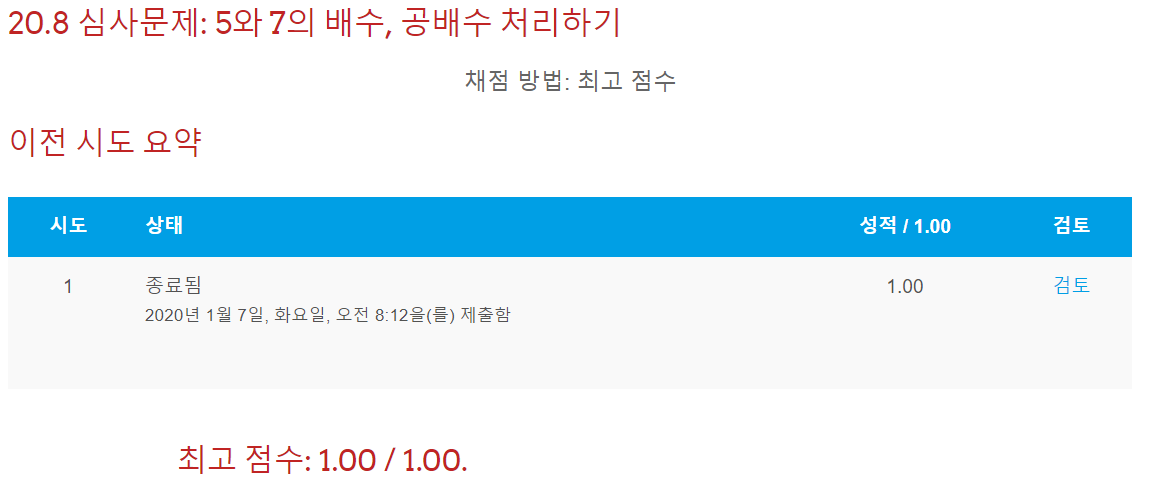 20.8 심사문제: 5와 7의 배수, 공배수 처리하기
채점 방법: 최고 점수
이전 시도 요약
시도 상태 성적 / 1.00 검토
1 종료됨 1.00 검토
2020년 1월 7일, 화요일, 오전 8:12을(를) 제출함
최고 점수: 1.00 / 1.00.